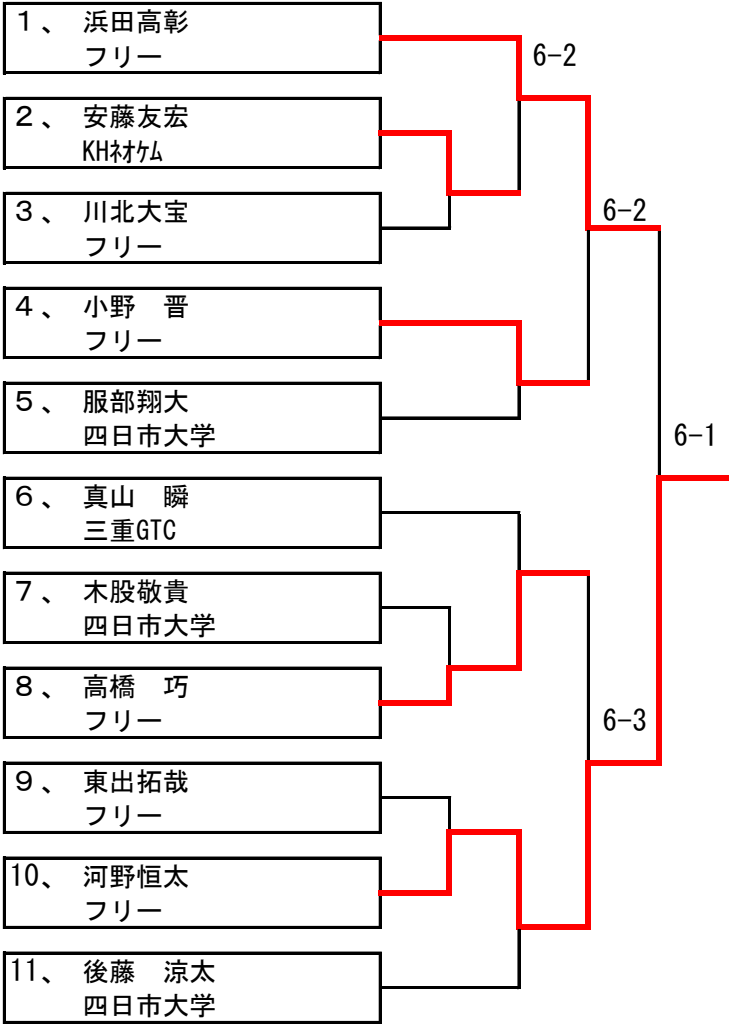 １、 浜田高彰
フリー
6-2
２、 安藤友宏
KHﾈｵｹﾑ
３、 川北大宝
フリー
6-2
４、 小野　晋
フリー
５、 服部翔大
四日市大学
6-1
６、 真山　瞬
三重GTC
７、 木股敬貴
四日市大学
８、 高橋　巧
フリー
6-3
９、 東出拓哉
フリー
10、 河野恒太
フリー
11、 後藤　涼太
四日市大学